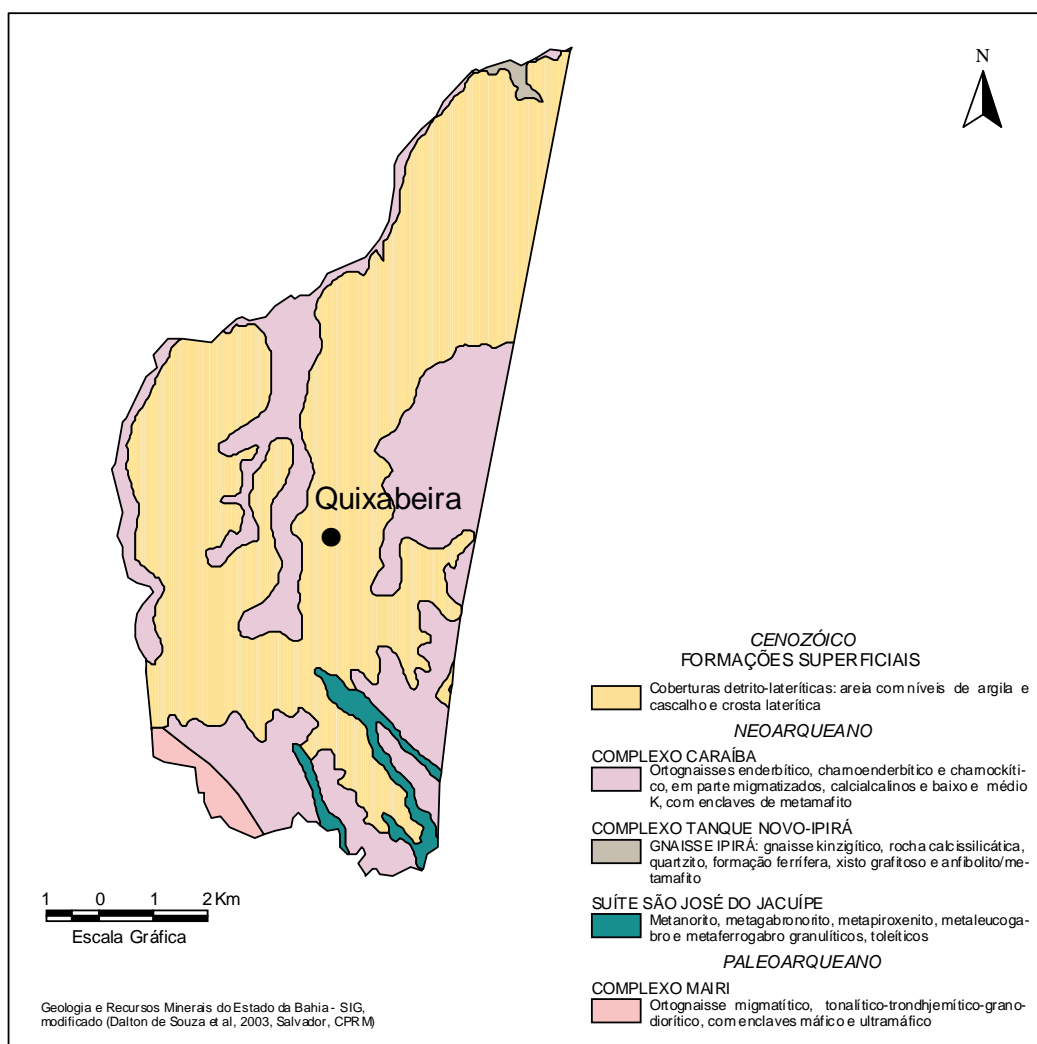 N
Quixabeira
CENOZÓICO
FORMAÇÕES SUPERFICIAIS
Coberturas detrito-lateríticas: areia com níveis de argila e
cascalho e crosta laterítica
NEOARQUEANO
COMPLEXO CARAÍBA
Ortognaisses enderbítico, charnoenderbítico e charnockíti-
co, em parte migmatizados, calcialcalinos e baixo e médio
K, com enclaves de metamafito
COMPLEXO TANQUE NOVO-IPIRÁ
GNAISSE IPIRÁ: gnaisse kinzigítico, rocha calcissilicática,
quartzito, formação ferrífera, xisto grafitoso e anfibolito/me-
tamafito
SUÍTE SÃO JOSÉ DO JACUÍPE
Metanorito, metagabronorito, metapiroxenito, metaleucoga-
bro e metaferrogabro granulíticos, toleíticos
PALEOARQUEANO
COMPLEXO MAIRI
Ortognaisse migmatítico, tonalítico-trondhjemítico-grano-
diorítico, com enclaves máfico e ultramáfico
1 0 1 2 Km
Escala Gráfica
Geologia e Recursos Minerais do Estado da Bahia - SIG,
modificado (Dalton de Souza et al, 2003, Salvador, CPRM)